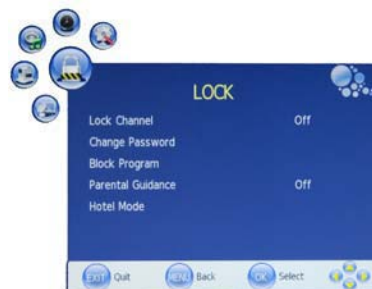 LOCK
Lock Channel Off
Change Password
Block Program
Parental Guidance Off
Hotel Mode
EXIT Quit MENU Back OK Select